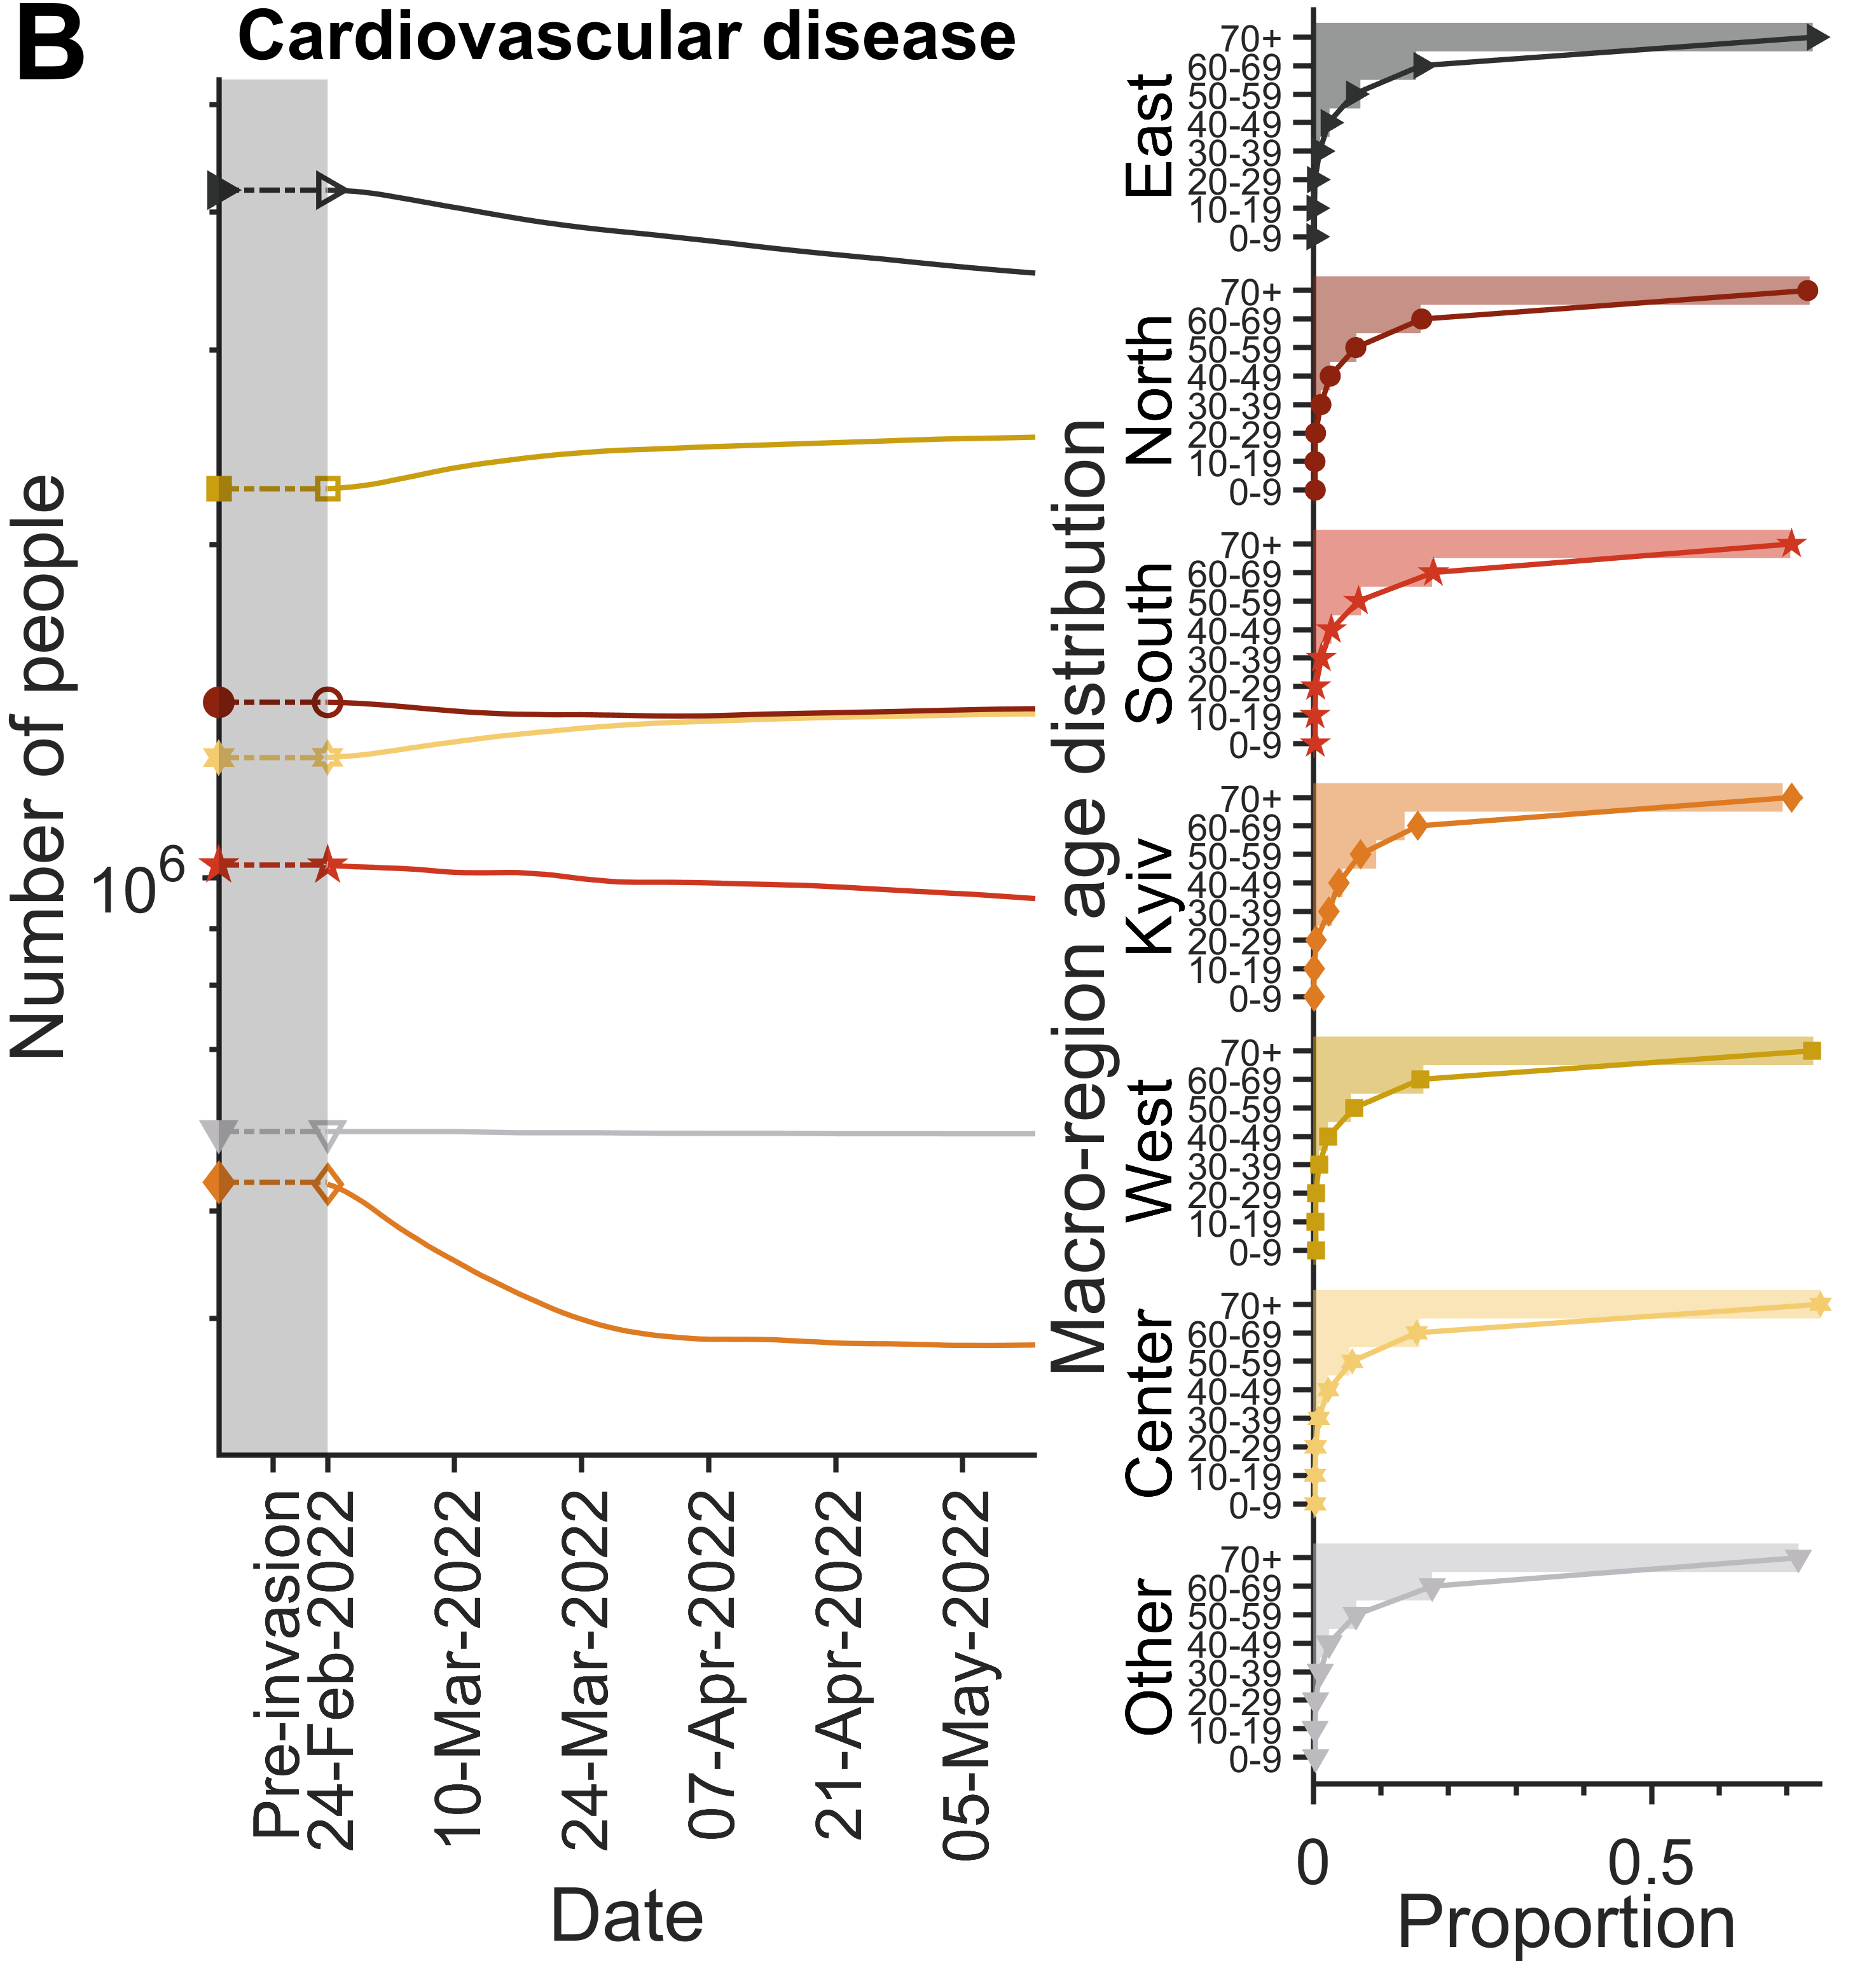 B
Cardiovascular disease
Number of people
10^6
Pre-invasion
24-Feb-2022
10-Mar-2022
24-Mar-2022
07-Apr-2022
21-Apr-2022
05-May-2022
Date
Macro-region age distribution
East
70+
60-69
50-59
40-49
30-39
20-29
10-19
0-9
North
70+
60-69
50-59
40-49
30-39
20-29
10-19
0-9
South
70+
60-69
50-59
40-49
30-39
20-29
10-19
0-9
Kyiv
70+
60-69
50-59
40-49
30-39
20-29
10-19
0-9
West
70+
60-69
50-59
40-49
30-39
20-29
10-19
0-9
Center
70+
60-69
50-59
40-49
30-39
20-29
10-19
0-9
Other
70+
60-69
50-59
40-49
30-39
20-29
10-19
0-9
0 0.5
Proportion